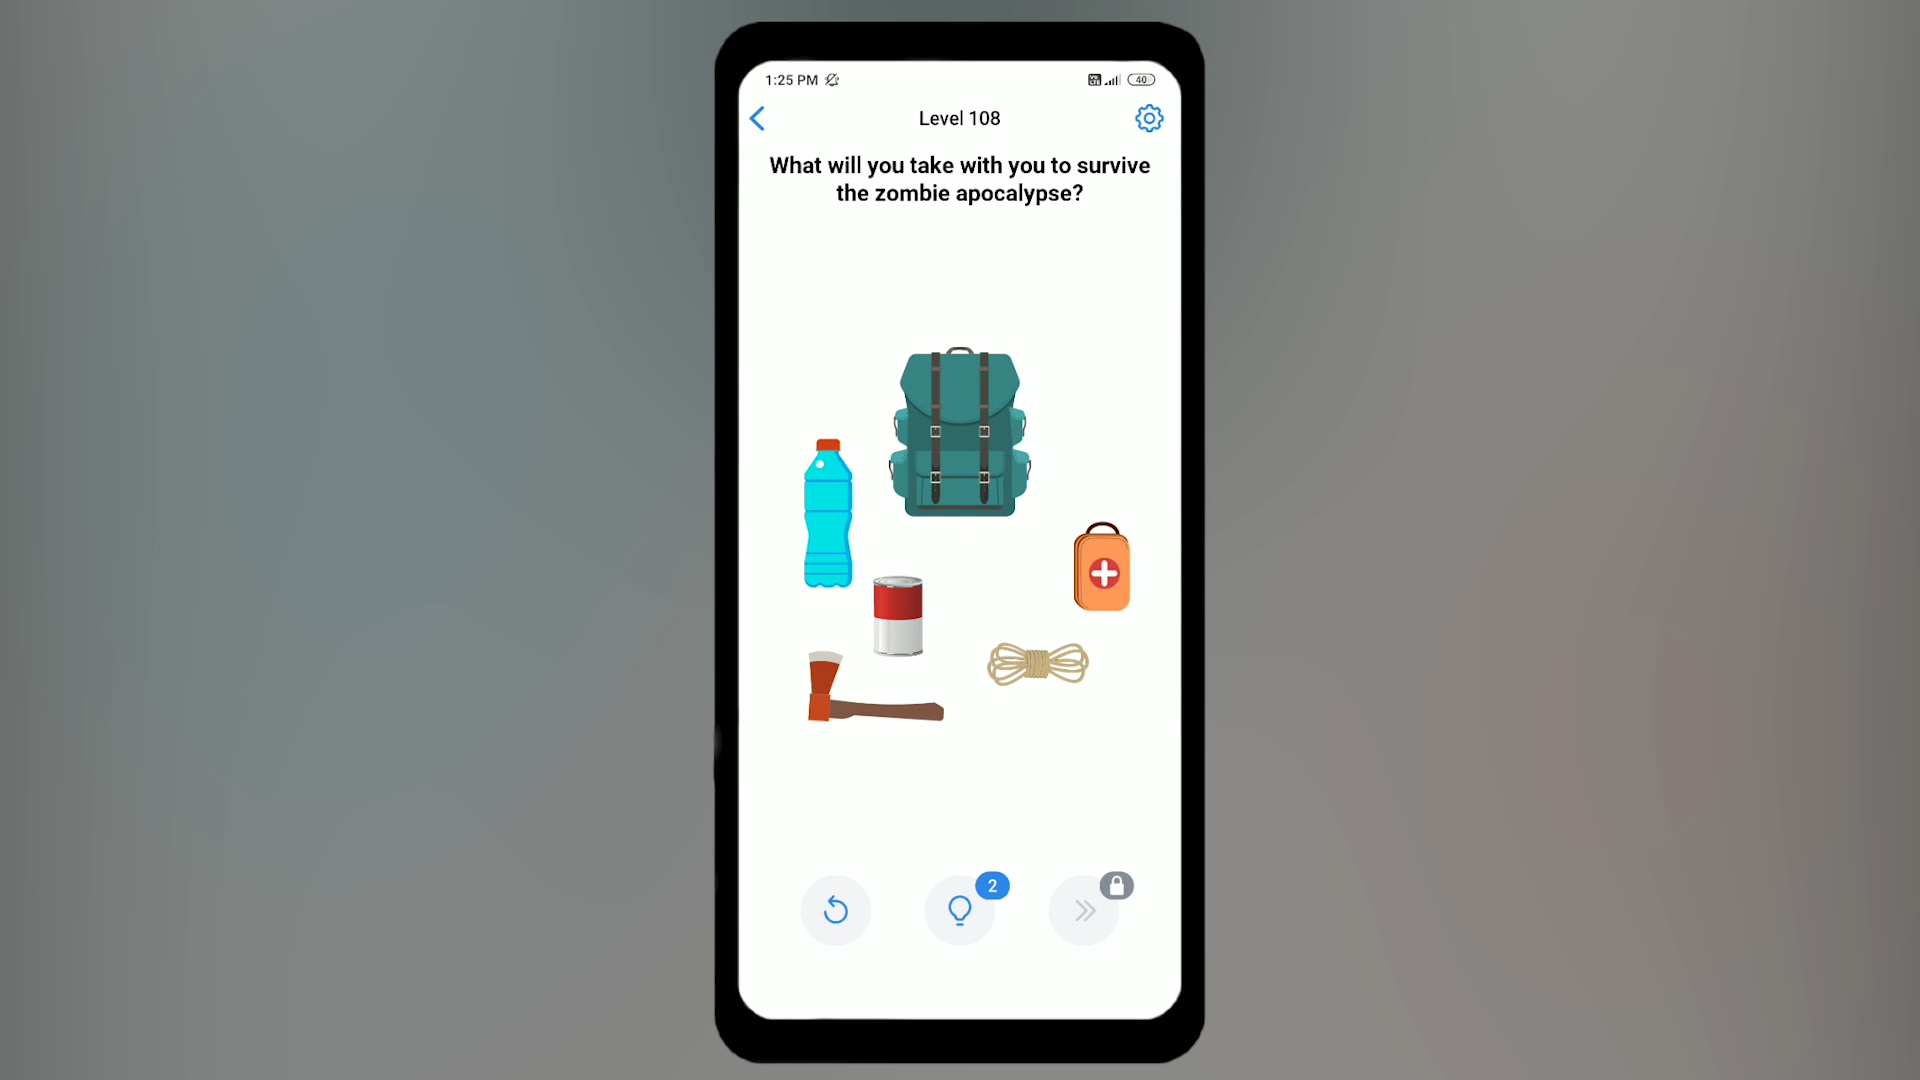 1:25 PM
40
Level 108
What will you take with you to survive
the zombie apocalypse?
2